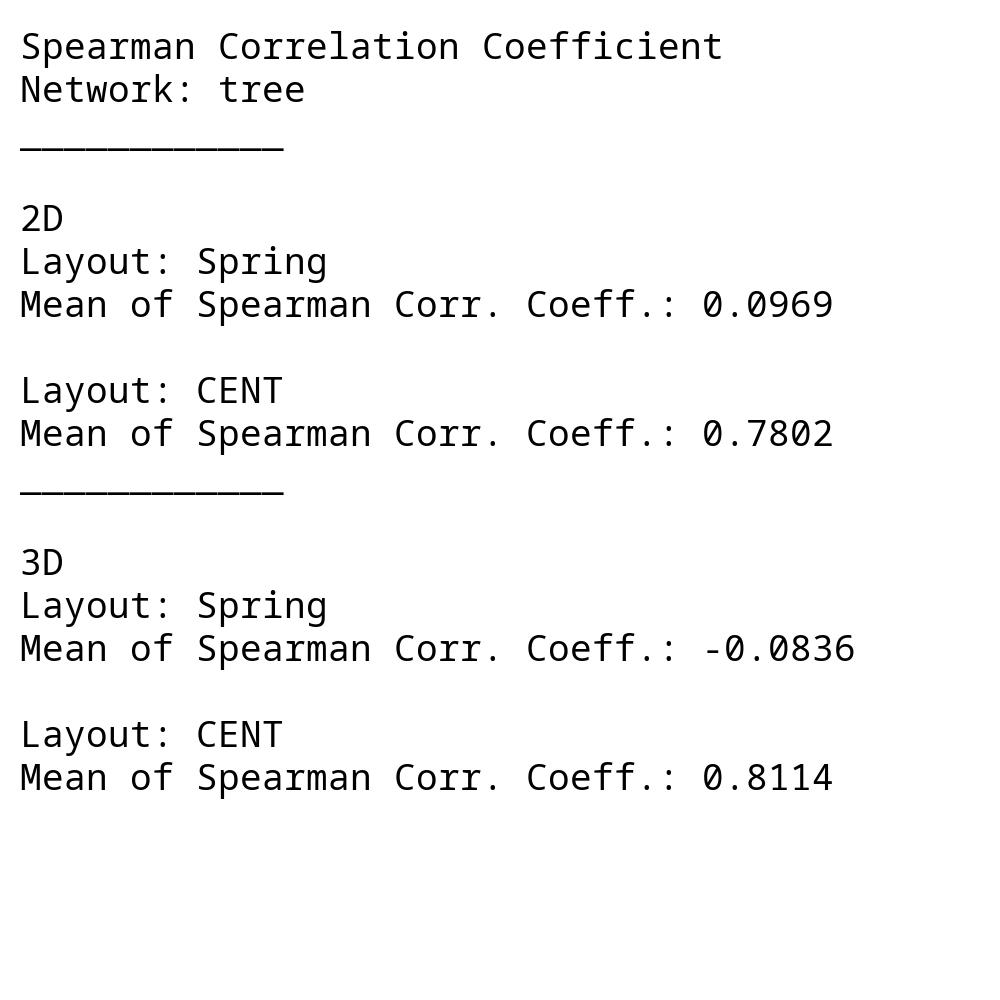 Spearman Correlation Coefficient
Network: tree
____________
2D
Layout: Spring
Mean of Spearman Corr. Coeff.: 0.0969
Layout: CENT
Mean of Spearman Corr. Coeff.: 0.7802
____________
3D
Layout: Spring
Mean of Spearman Corr. Coeff.: -0.0836
Layout: CENT
Mean of Spearman Corr. Coeff.: 0.8114